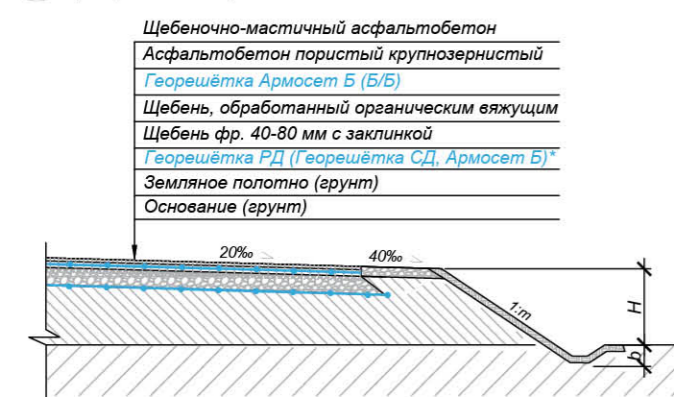 Щебеночно-мастичный асфальтобетон
Асфальтобетон пористый крупнозернистый
Георешётка Армосет Б (Б/Б)
Щебень, обработанный органическим вяжущим
Щебень фр. 40-80 мм с заклинкой
Георешётка РД (Георешётка СД, Армосет Б)*
Земляное полотно (грунт)
Основание (грунт)
20‰
40‰
1:m
H
b